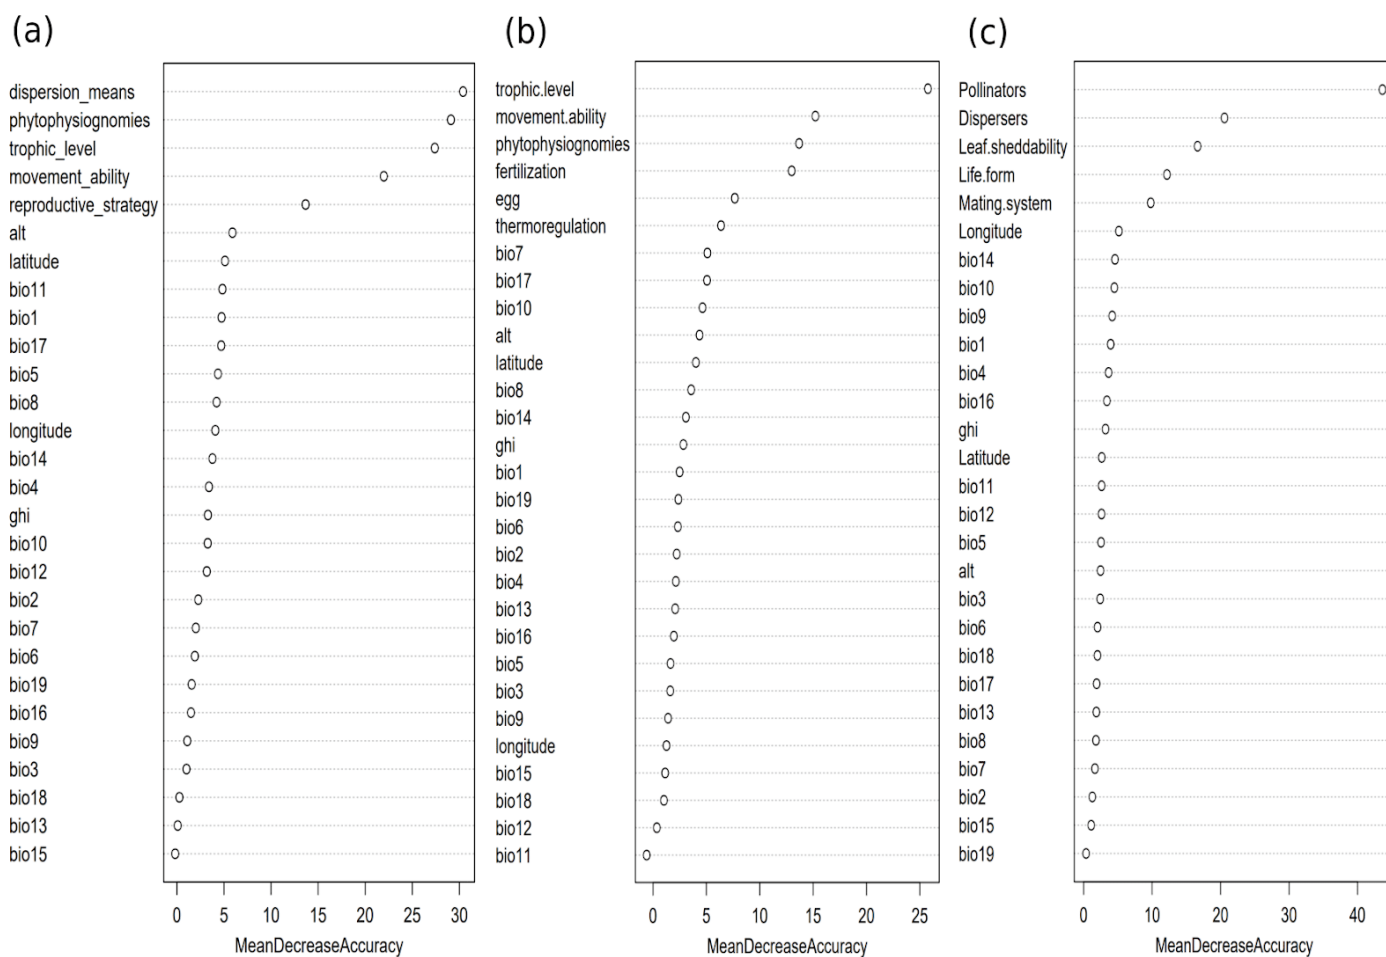 (a)
dispersion_means
phytophysiognomies
trophic_level
movement_ability
reproductive_strategy
alt
latitude
bio11
bio1
bio17
bio5
bio8
longitude
bio14
bio4
ghi
bio10
bio12
bio2
bio7
bio6
bio19
bio16
bio9
bio3
bio18
bio13
bio15
0 5 10 15 20 25 30
MeanDecreaseAccuracy
(b)
trophic.level
movement.ability
phytophysiognomies
fertilization
egg
thermoregulation
bio7
bio17
bio10
alt
latitude
bio8
bio14
ghi
bio1
bio19
bio6
bio2
bio4
bio13
bio16
bio5
bio3
bio9
longitude
bio15
bio18
bio12
bio11
0 5 10 15 20 25
MeanDecreaseAccuracy
(c)
Pollinators
Dispersers
Leaf.sheddability
Life.form
Mating.system
Longitude
bio14
bio10
bio9
bio1
bio4
bio16
ghi
Latitude
bio11
bio12
bio5
alt
bio3
bio6
bio18
bio17
bio13
bio8
bio7
bio2
bio15
bio19
0 10 20 30 40
MeanDecreaseAccuracy